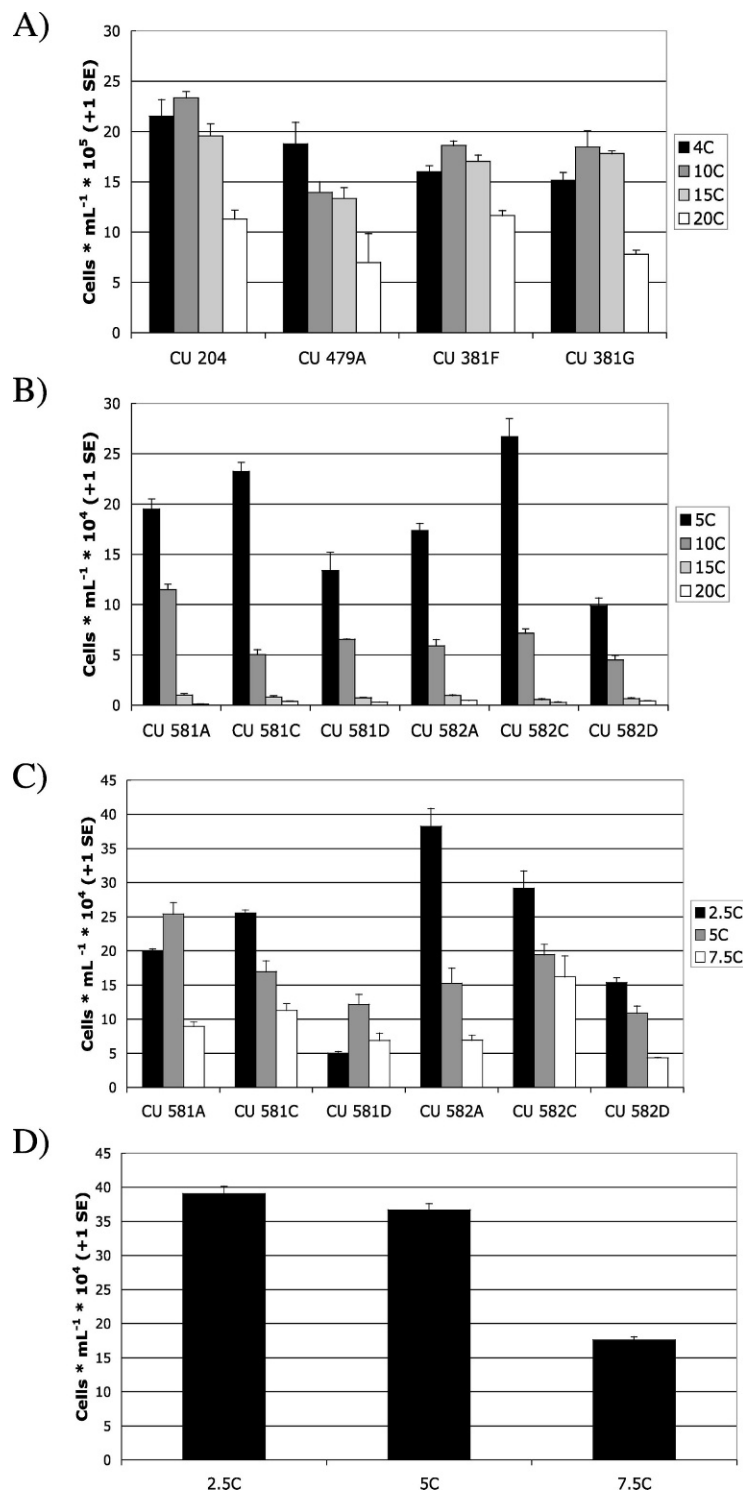 A)
Cells * mL⁻¹ * 10⁵ (+1 SE)
30
25
20
15
10
5
0
CU 204 CU 479A CU 381F CU 381G
4C
10C
15C
20C
B)
Cells * mL⁻¹ * 10⁴ (+1 SE)
30
25
20
15
10
5
0
CU 581A CU 581C CU 581D CU 582A CU 582C CU 582D
5C
10C
15C
20C
C)
Cells * mL⁻¹ * 10⁴ (+1 SE)
45
40
35
30
25
20
15
10
5
0
CU 581A CU 581C CU 581D CU 582A CU 582C CU 582D
2.5C
5C
7.5C
D)
Cells * mL⁻¹ * 10⁴ (+1 SE)
45
40
35
30
25
20
15
10
5
0
2.5C 5C 7.5C